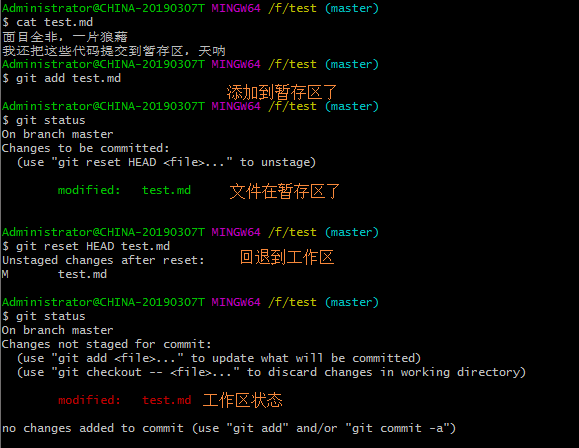 Administrator@CHINA-20190307T MINGW64 /f/test (master)
$ cat test.md
面目全非，一片狼藉
我还把这些代码提交到暂存区，天呐
Administrator@CHINA-20190307T MINGW64 /f/test (master)
$ git add test.md
添加到暂存区了
Administrator@CHINA-20190307T MINGW64 /f/test (master)
$ git status
On branch master
Changes to be committed:
  (use "git reset HEAD <file>..." to unstage)
        modified:   test.md 文件在暂存区了
Administrator@CHINA-20190307T MINGW64 /f/test (master)
$ git reset HEAD test.md
Unstaged changes after reset: 回退到工作区
M       test.md
Administrator@CHINA-20190307T MINGW64 /f/test (master)
$ git status
On branch master
Changes not staged for commit:
  (use "git add <file>..." to update what will be committed)
  (use "git checkout -- <file>..." to discard changes in working directory)
        modified:   test.md 工作区状态
no changes added to commit (use "git add" and/or "git commit -a")